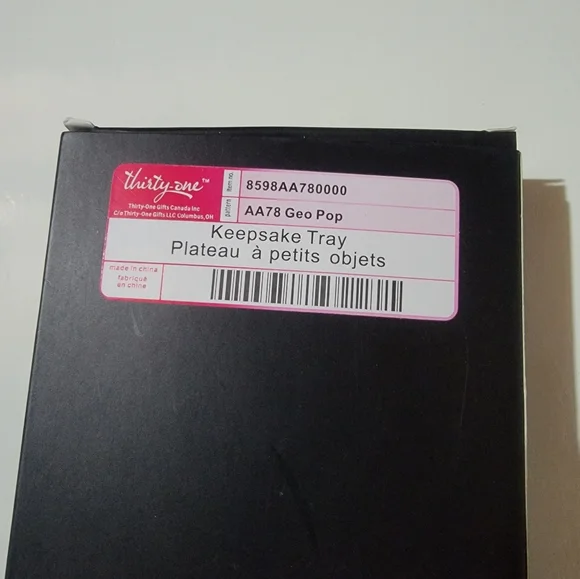 thirty-one™
Thirty-One Gifts Canada Inc
C/o Thirty-One Gifts LLC Columbus, OH
item no.
8598AA780000
pattern
AA78 Geo Pop
Keepsake Tray
Plateau à petits objets
made in china
fabriqué
en chine